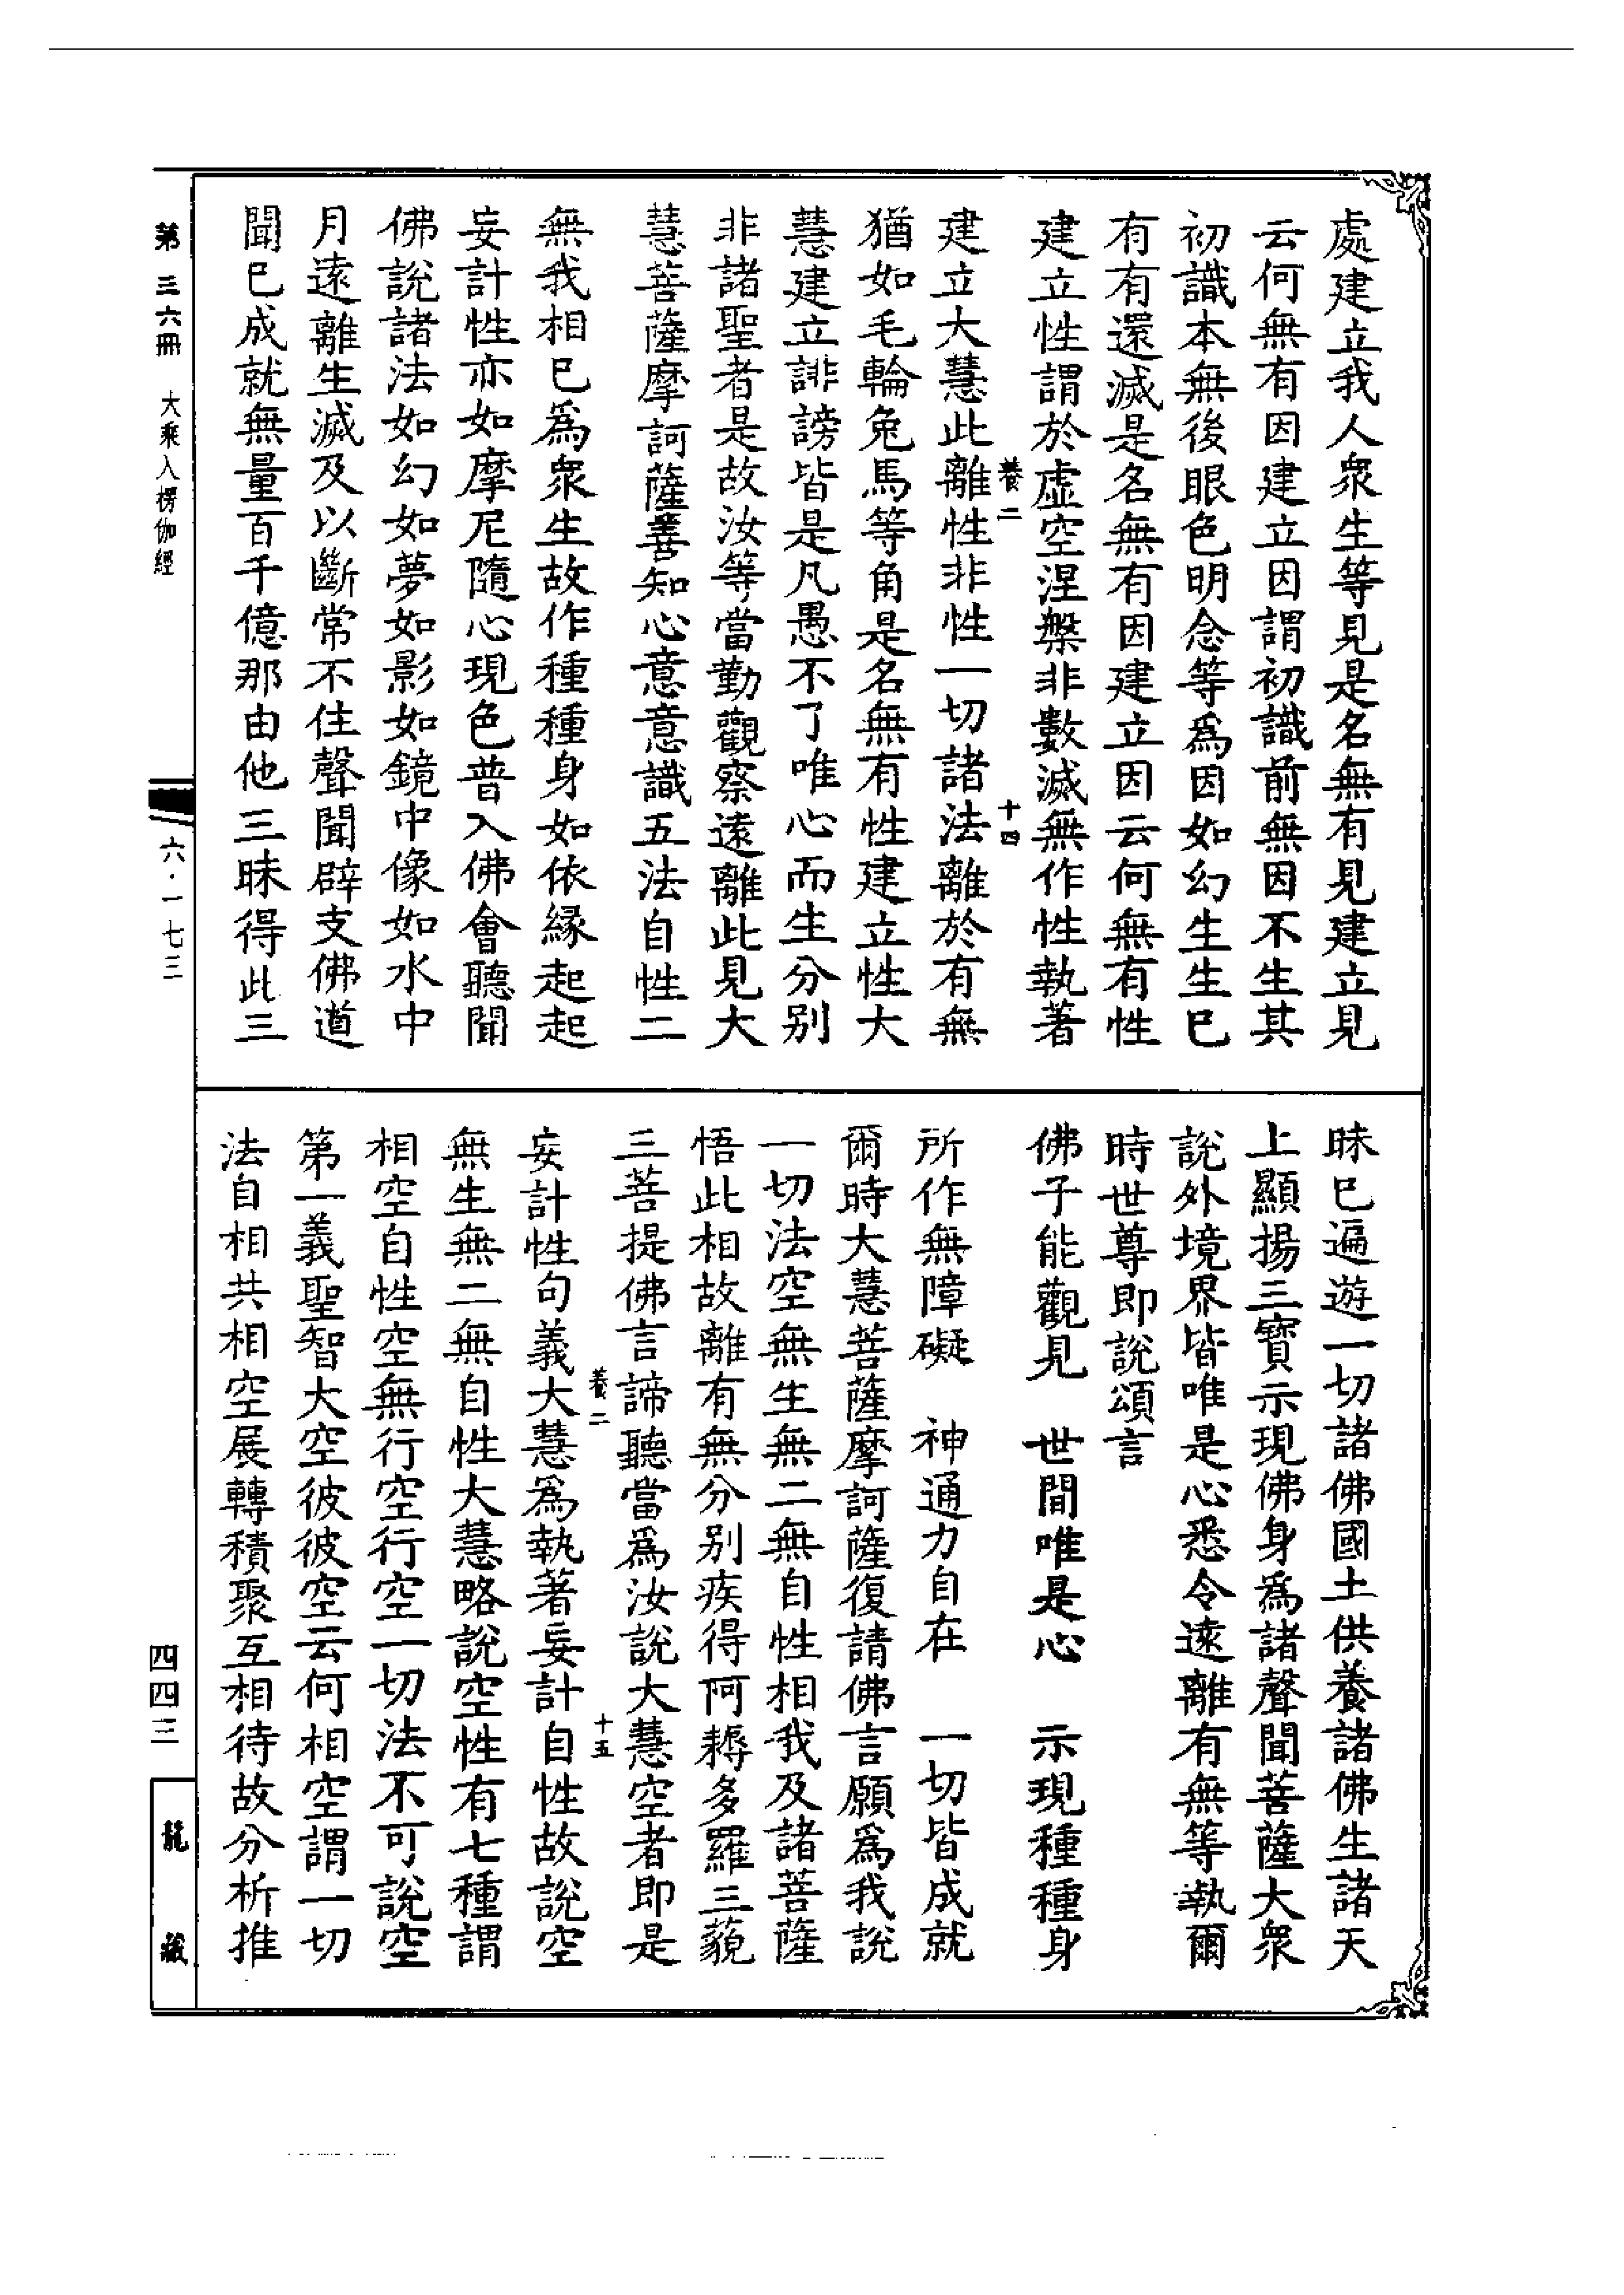 處建立我人衆生等見是名無有見建立見
云何無有因建立因謂初識前無因不生其
初識本無後眼色明念等爲因如幻生生已
有有還滅是名無有因建立因云何無有性
建立性謂於虛空涅槃非數滅無作性執著
養二 十四
建立大慧此離性非性一切諸法離於有無
猶如毛輪兔馬等角是名無有性建立性大
慧建立誹謗皆是凡愚不了唯心而生分別
非諸聖者是故汝等當勤觀察遠離此見大
慧菩薩摩訶薩善知心意意識五法自性二
無我相已爲衆生故作種種身如依緣起起
妄計性亦如摩尼隨心現色普入佛會聽聞
佛說諸法如幻如夢如影如鏡中像如水中
月遠離生滅及以斷常不住聲聞辟支佛道
聞已成就無量百千億那由他三昧得此三
昧已遍遊一切諸佛國土供養諸佛生諸天
上顯揚三寶示現佛身爲諸聲聞菩薩大衆
說外境界皆唯是心悉令遠離有無等執爾
時世尊即說頌言
佛子能觀見 世間唯是心 示現種種身
所作無障礙 神通力自在 一切皆成就
爾時大慧菩薩摩訶薩復請佛言願爲我說
一切法空無生無二無自性相我及諸菩薩
悟此相故離有無分別疾得阿耨多羅三藐
三菩提佛言諦聽當爲汝說大慧空者即是
養二 十五
妄計性句義大慧爲執著妄計自性故說空
無生無二無自性大慧略說空性有七種謂
相空自性空無行空行空一切法不可說空
第一義聖智大空彼彼空云何相空謂一切
法自相共相空展轉積聚互相待故分析推
第三六冊 大乘入楞伽經
六·一七三
四四三
龍藏